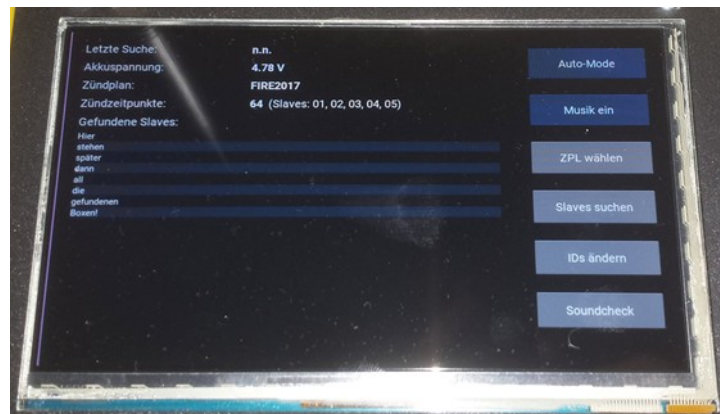 Letzte Suche: n.n.
Akkuspannung: 4.78 V
Zündplan: FIRE2017
Zündzeitpunkte: 64 (Slaves: 01, 02, 03, 04, 05)
Gefundene Slaves:
Hier
stehen
später
dann
all
die
gefundenen
Boxen!
Auto-Mode
Musik ein
ZPL wählen
Slaves suchen
IDs ändern
Soundcheck